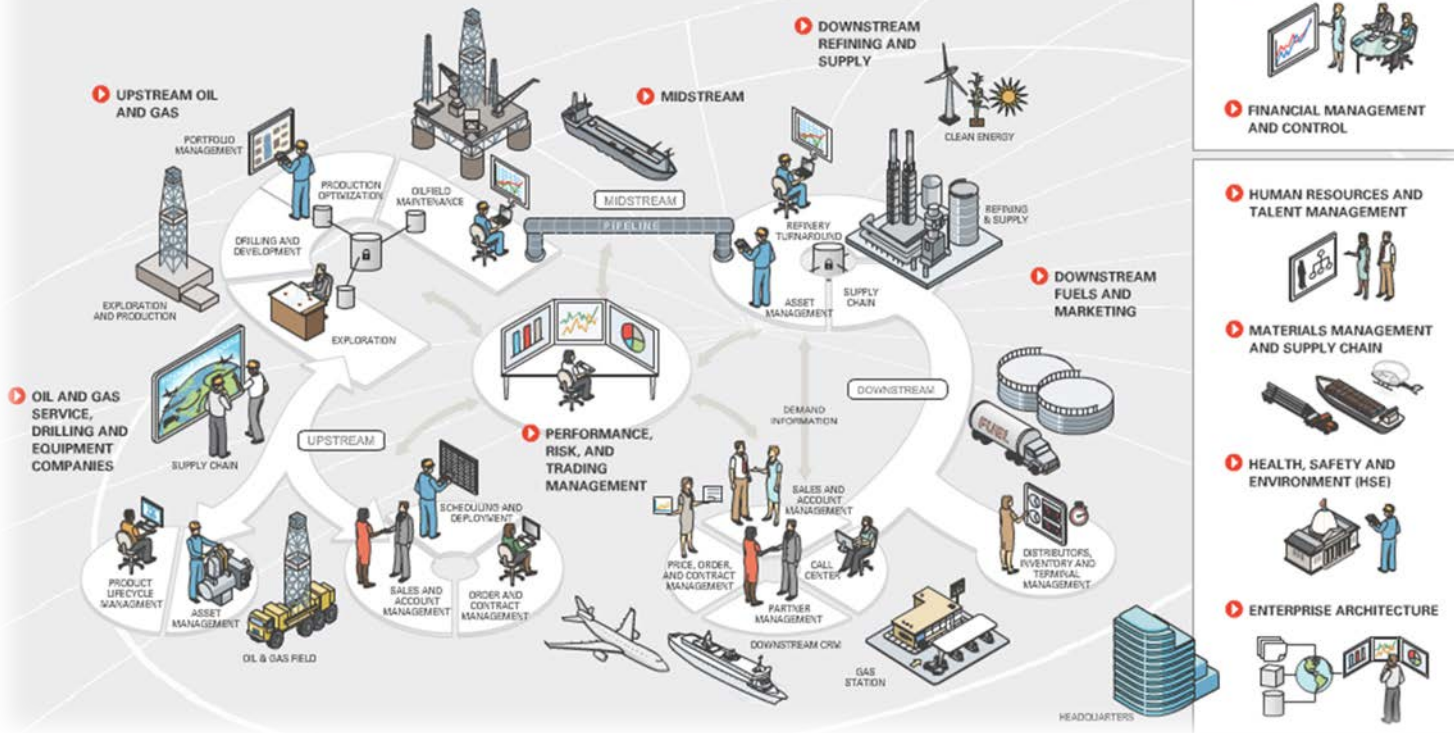 DOWNSTREAM
REFINING AND
SUPPLY
UPSTREAM OIL
AND GAS
MIDSTREAM
CLEAN ENERGY
PORTFOLIO
MANAGEMENT
PRODUCTION
OPTIMIZATION
OILFIELD
MAINTENANCE
MIDSTREAM
PIPELINE
REFINERY
TURNAROUND
REFINING
& SUPPLY
DRILLING AND
DEVELOPMENT
EXPLORATION
AND PRODUCTION
EXPLORATION
ASSET
MANAGEMENT
SUPPLY
CHAIN
DOWNSTREAM
FUELS AND
MARKETING
OIL AND GAS
SERVICE,
DRILLING AND
EQUIPMENT
COMPANIES
SUPPLY CHAIN
UPSTREAM
PERFORMANCE,
RISK, AND
TRADING
MANAGEMENT
DEMAND
INFORMATION
DOWNSTREAM
FUEL
SCHEDULING AND
DEPLOYMENT
SALES AND
ACCOUNT
MANAGEMENT
PRODUCT
LIFECYCLE
MANAGMENT
ASSET
MANAGEMENT
OIL & GAS FIELD
SALES AND
ACCOUNT
MANAGEMENT
ORDER AND
CONTRACT
MANAGEMENT
PRICE, ORDER,
AND CONTRACT
MANAGEMENT
CALL
CENTER
PARTNER
MANAGEMENT
DOWNSTREAM CRM
DISTRIBUTORS,
INVENTORY AND
TERMINAL
MANAGEMENT
GAS
STATION
HEADQUARTERS
FINANCIAL MANAGEMENT
AND CONTROL
HUMAN RESOURCES AND
TALENT MANAGEMENT
MATERIALS MANAGEMENT
AND SUPPLY CHAIN
HEALTH, SAFETY AND
ENVIRONMENT (HSE)
ENTERPRISE ARCHITECTURE